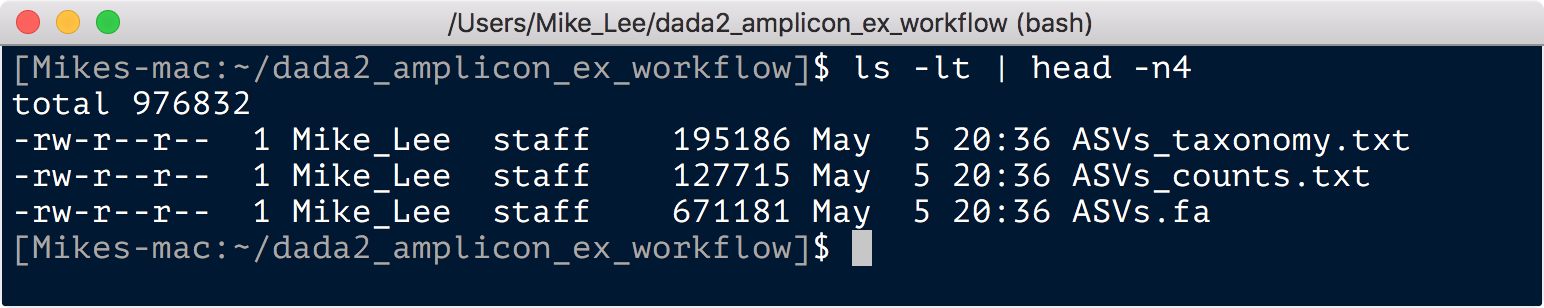 /Users/Mike_Lee/dada2_amplicon_ex_workflow (bash)
[Mikes-mac:~/dada2_amplicon_ex_workflow]$ ls -lt | head -n4
total 976832
-rw-r--r--  1 Mike_Lee  staff    195186 May  5 20:36 ASVs_taxonomy.txt
-rw-r--r--  1 Mike_Lee  staff    127715 May  5 20:36 ASVs_counts.txt
-rw-r--r--  1 Mike_Lee  staff    671181 May  5 20:36 ASVs.fa
[Mikes-mac:~/dada2_amplicon_ex_workflow]$